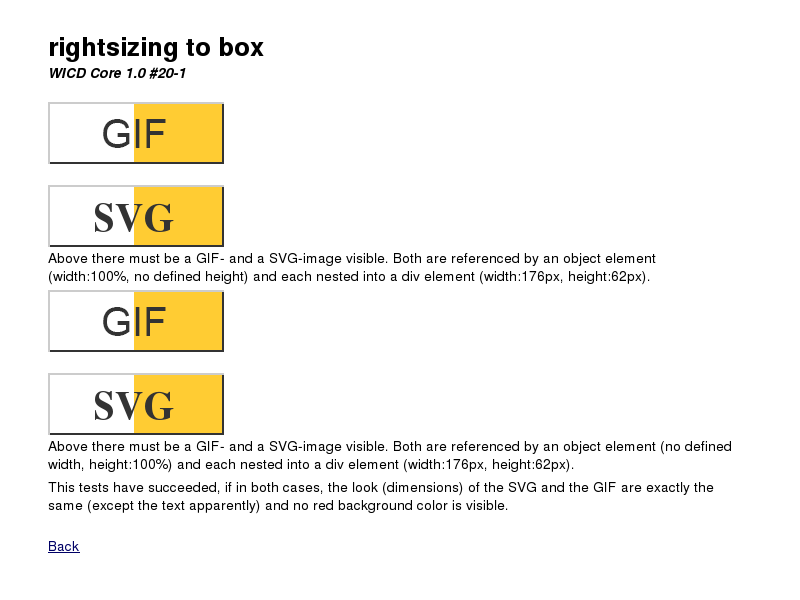 rightsizing to box
WICD Core 1.0 #20-1
GIF
SVG
Above there must be a GIF- and a SVG-image visible. Both are referenced by an object element
(width:100%, no defined height) and each nested into a div element (width:176px, height:62px).
GIF
SVG
Above there must be a GIF- and a SVG-image visible. Both are referenced by an object element (no defined
width, height:100%) and each nested into a div element (width:176px, height:62px).
This tests have succeeded, if in both cases, the look (dimensions) of the SVG and the GIF are exactly the
same (except the text apparently) and no red background color is visible.
Back